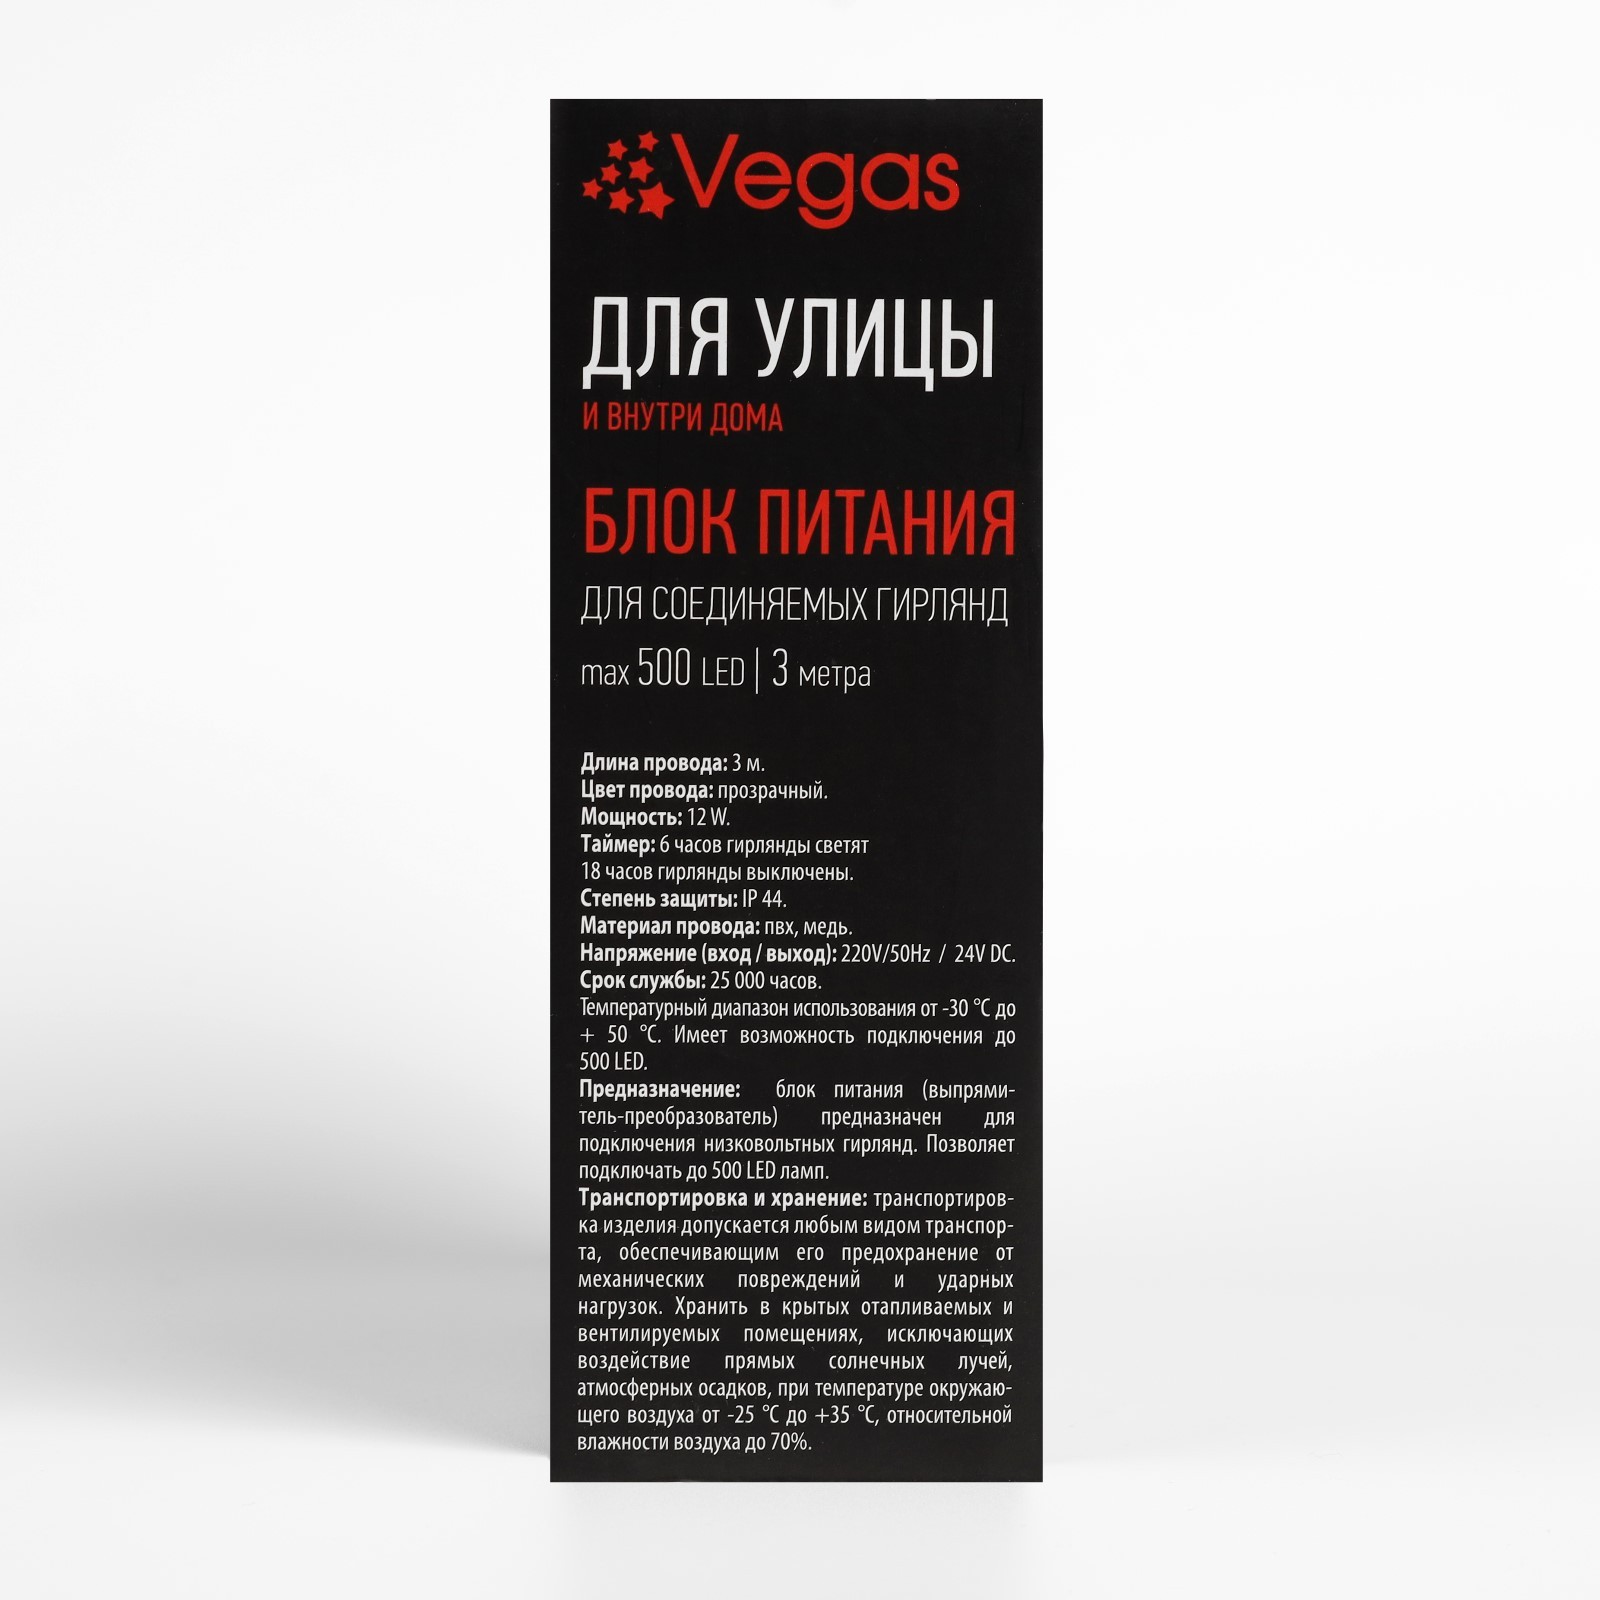 Vegas
ДЛЯ УЛИЦЫ
И ВНУТРИ ДОМА
БЛОК ПИТАНИЯ
ДЛЯ СОЕДИНЯЕМЫХ ГИРЛЯНД
max 500 LED | 3 метра
Длина провода: 3 м.
Цвет провода: прозрачный.
Мощность: 12 W.
Таймер: 6 часов гирлянды светят
18 часов гирлянды выключены.
Степень защиты: IP 44.
Материал провода: пвх, медь.
Напряжение (вход / выход): 220V/50Hz / 24V DC.
Срок службы: 25 000 часов.
Температурный диапазон использования от -30 °C до
+ 50 °C. Имеет возможность подключения до
500 LED.
Предназначение: блок питания (выпрями-
тель-преобразователь) предназначен для
подключения низковольтных гирлянд. Позволяет
подключать до 500 LED ламп.
Транспортировка и хранение: транспортиров-
ка изделия допускается любым видом транспор-
та, обеспечивающим его предохранение от
механических повреждений и ударных
нагрузок. Хранить в крытых отапливаемых и
вентилируемых помещениях, исключающих
воздействие прямых солнечных лучей,
атмосферных осадков, при температуре окружаю-
щего воздуха от -25 °C до +35 °C, относительной
влажности воздуха до 70%.